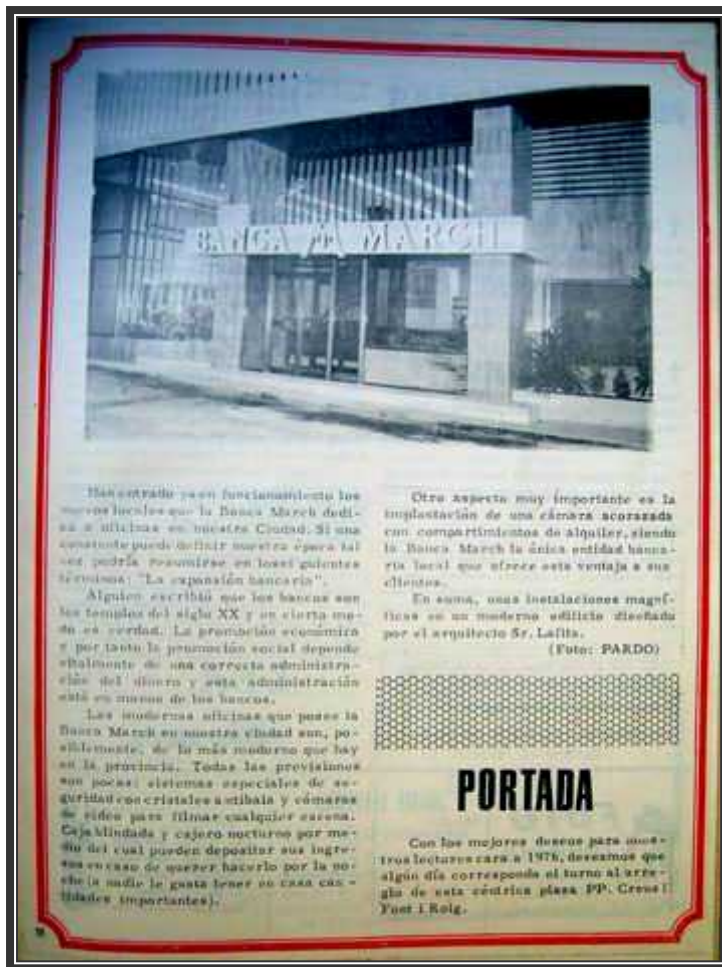 BANCA MARCH
Han entrado ya en funcionamiento los
nuevos locales que la Banca March dedi-
ca a oficinas en nuestra Ciudad. Si una
constante puede definir nuestra época tal
vez podría resumirse en lossi guientes
términos: "La expansión bancaria".
Alguien escribió que los bancos son
los templos del siglo XX y en cierto mo-
do es verdad. La promoción económica
y por tanto la promoción social depende
vitalmente de una correcta administra-
ción del dinero y esta administración
está en manos de los bancos.
Las modernas oficinas que posee la
Banca March en nuestra ciudad son, po-
siblemente, de lo más moderno que hay
en la provincia. Todas las previsiones
son pocas: sistemas especiales de se-
guridad con cristales antibala y cámaras
de video para filmar cualquier escena.
Caja blindada y cajero nocturno por me-
dio del cual pueden depositar sus ingre-
sos en caso de querer hacerlo por la no-
che (a nadie le gusta tener en casa can -
tidades importantes).
Otro aspecto muy importante es la
implantación de una cámara acorazada
con compartimientos de alquiler, siendo
la Banca March la única entidad banca-
ria local que ofrece esta ventaja a sus
clientes.
En suma, unas instalaciones magní-
ficas en un moderno edificio diseñado
por el arquitecto Sr. Lafita.
(Foto: PARDO)
PORTADA
Con los mejores deseos para nues-
tros lectores cara a 1976, deseamos que
algún día corresponda el turno al arre-
glo de esta céntrica plaza PP. Creus i
Font i Roig.